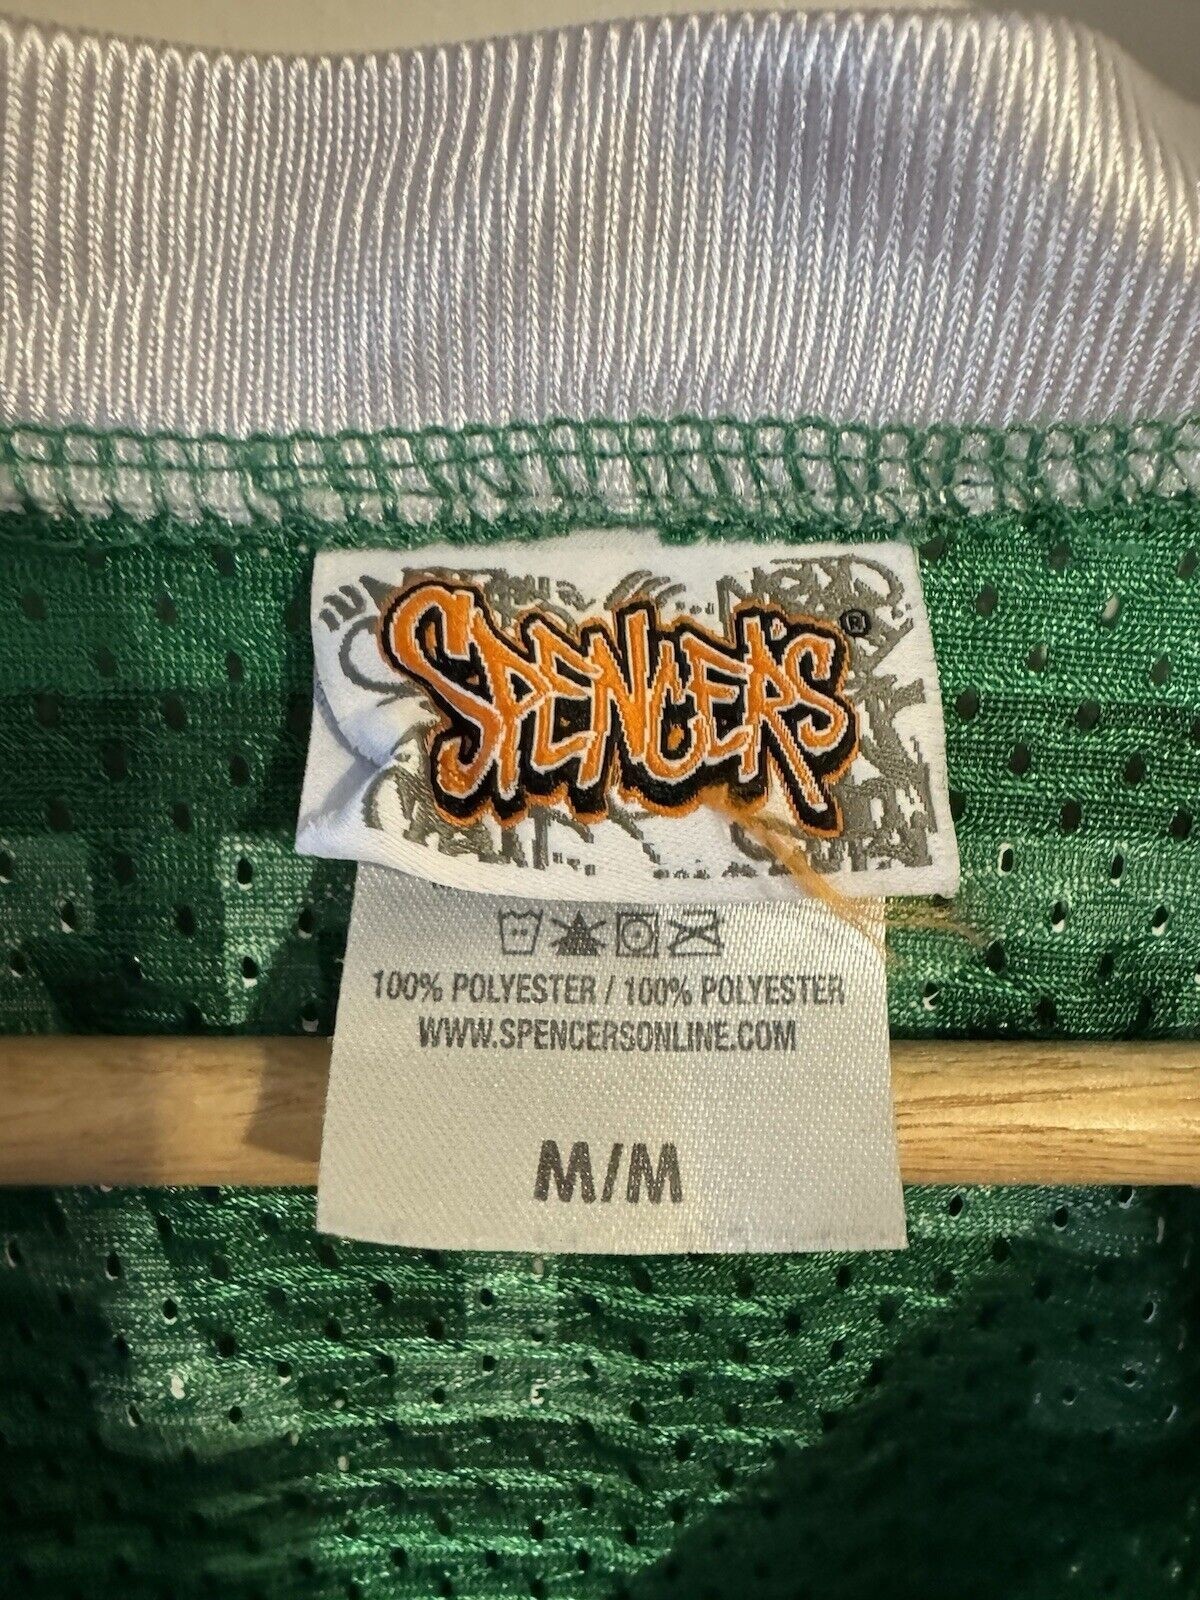 SPENCER'S ®
100% POLYESTER / 100% POLYESTER
WWW.SPENCERSONLINE.COM
M/M